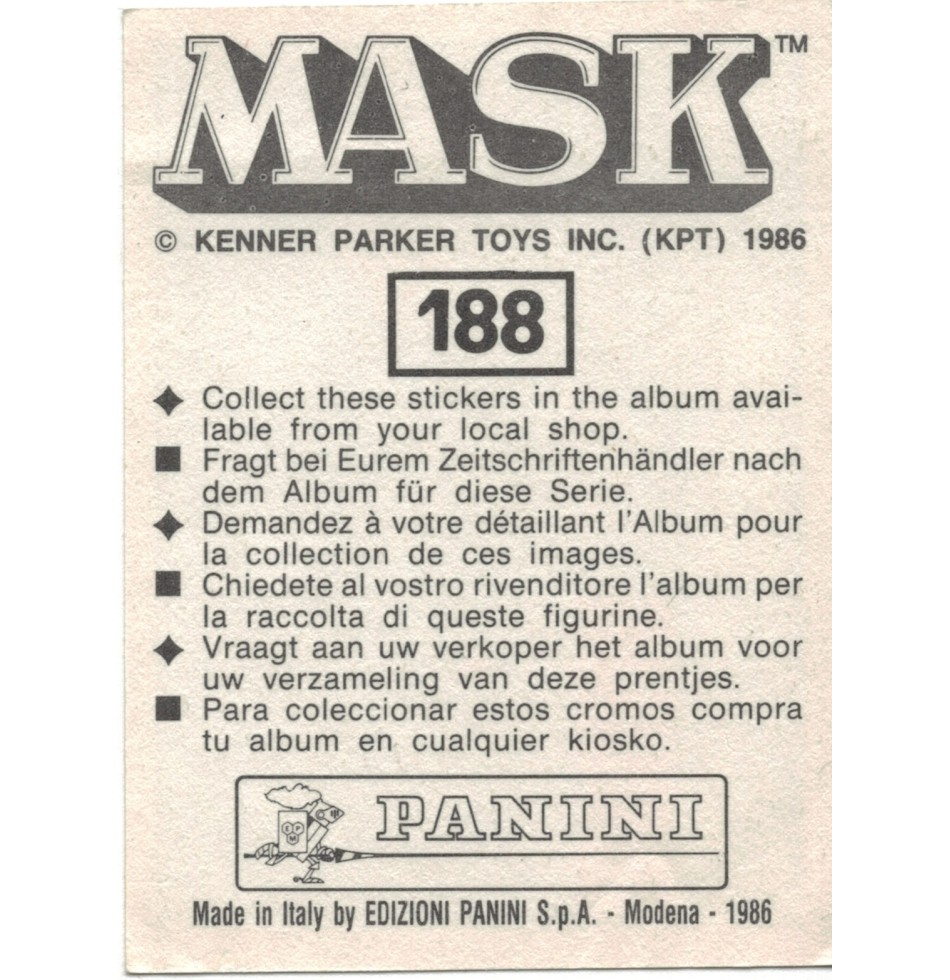 MASK™
© KENNER PARKER TOYS INC. (KPT) 1986
188
Collect these stickers in the album avai-
lable from your local shop.
Fragt bei Eurem Zeitschriftenhändler nach
dem Album für diese Serie.
Demandez à votre détaillant l'Album pour
la collection de ces images.
Chiedete al vostro rivenditore l'album per
la raccolta di queste figurine.
Vraagt aan uw verkoper het album voor
uw verzameling van deze prentjes.
Para coleccionar estos cromos compra
tu album en cualquier kiosko.
E P
M
PANINI
Made in Italy by EDIZIONI PANINI S.p.A. - Modena - 1986